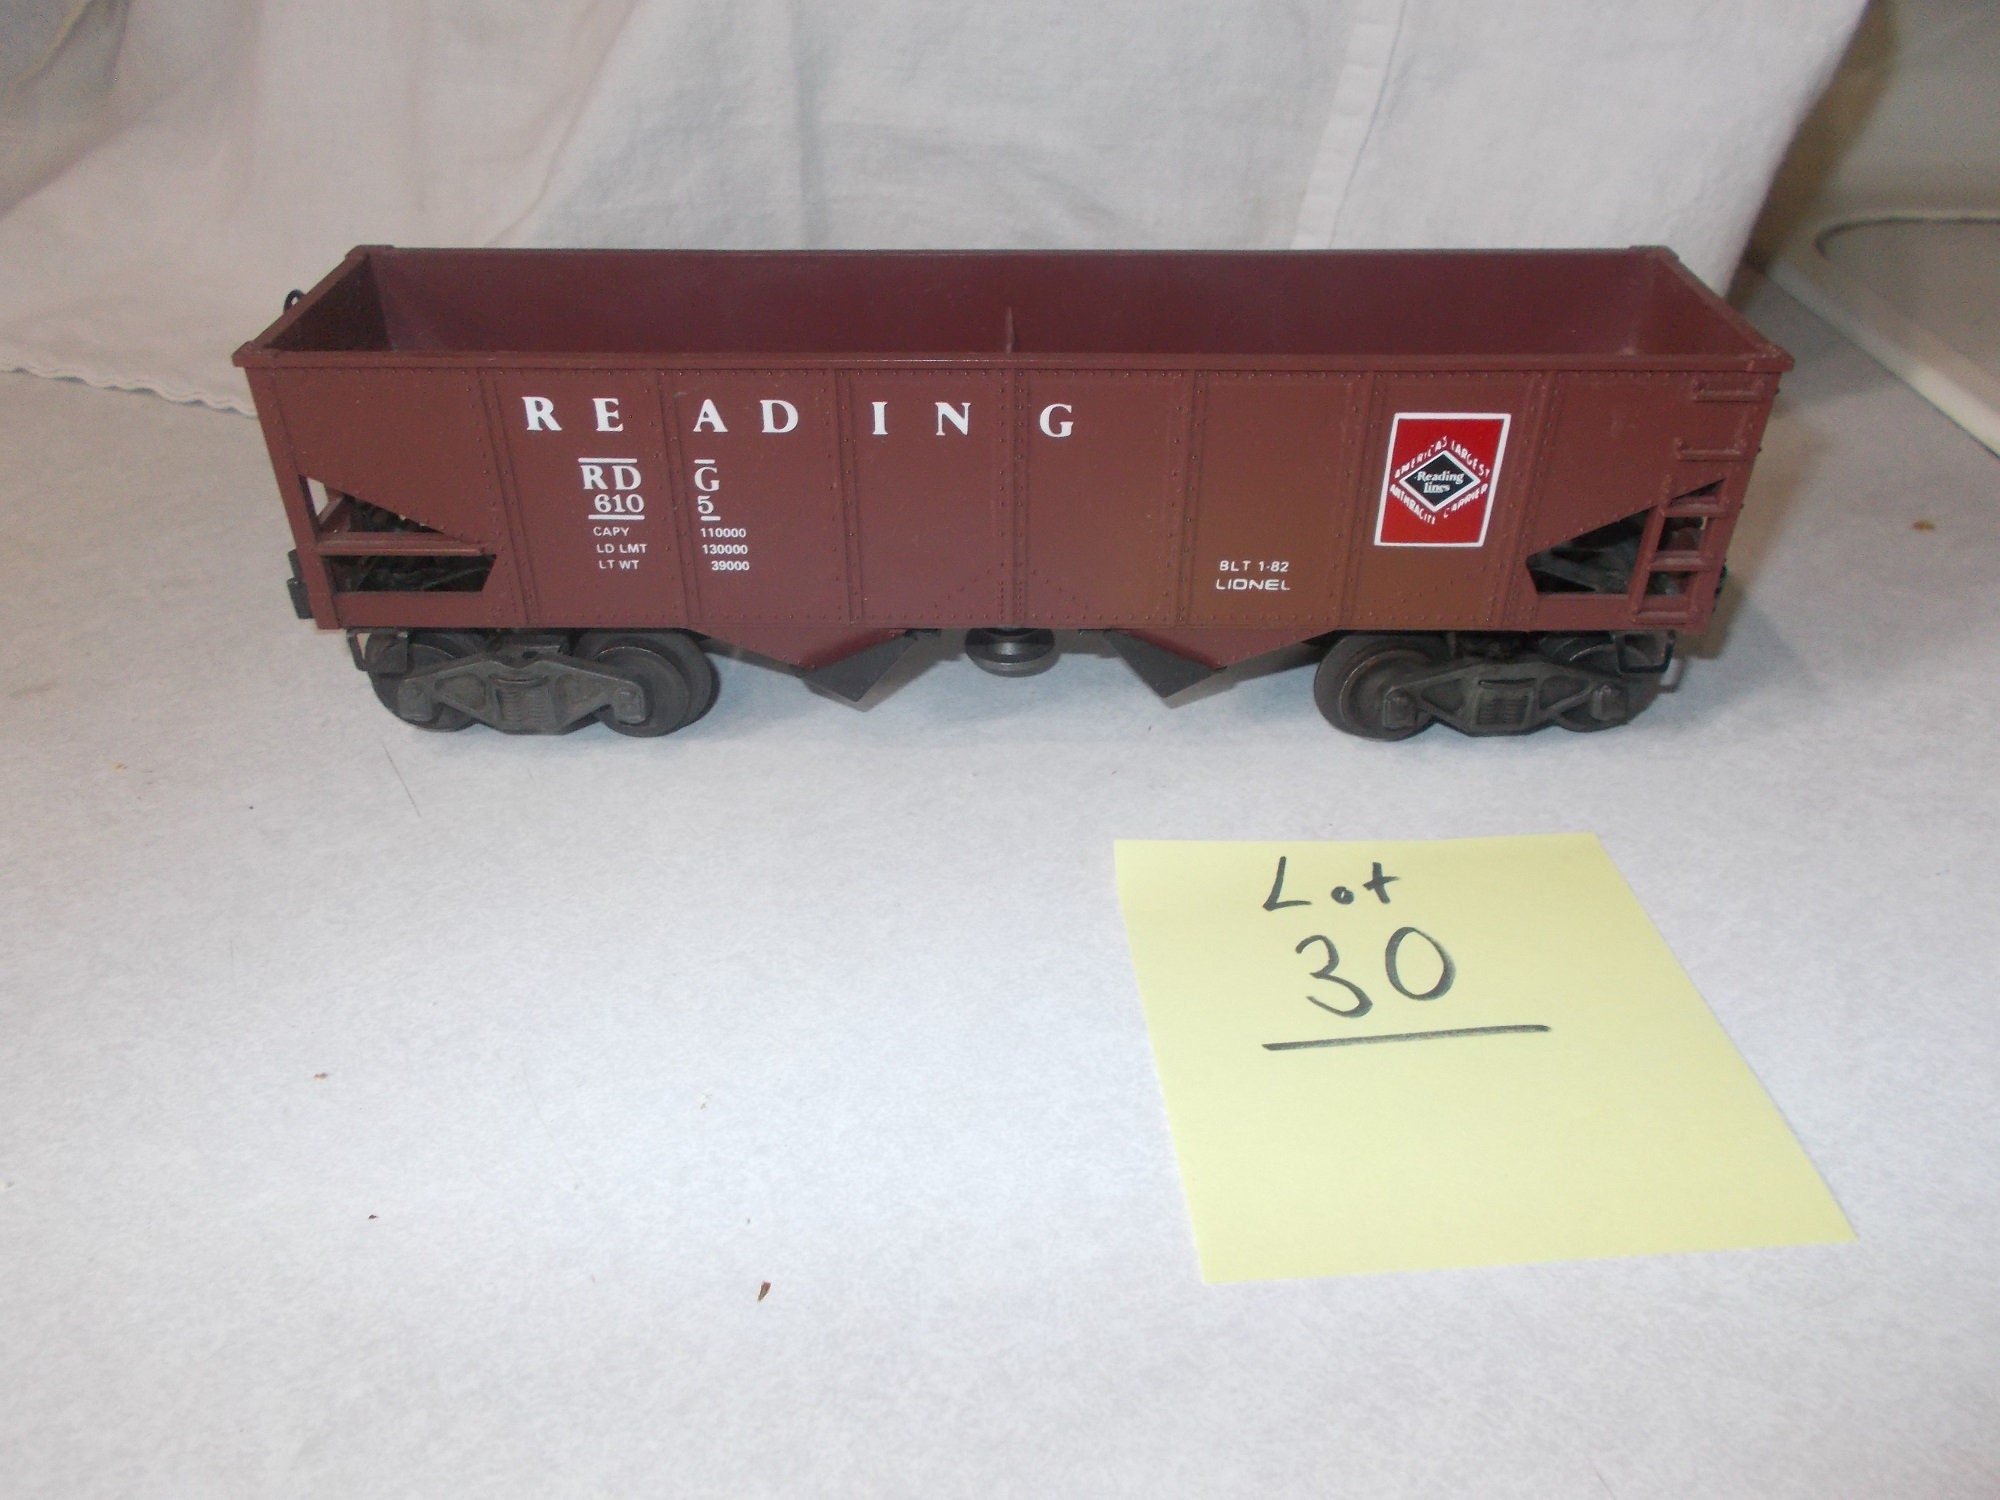 READING
RDG
6105
CAPY 110000
LD LMT 130000
LT WT 39000
AMERICA'S LARGEST
Reading
lines
ANTHRACITE CARRIER
BLT 1-82
LIONEL
Lot
30